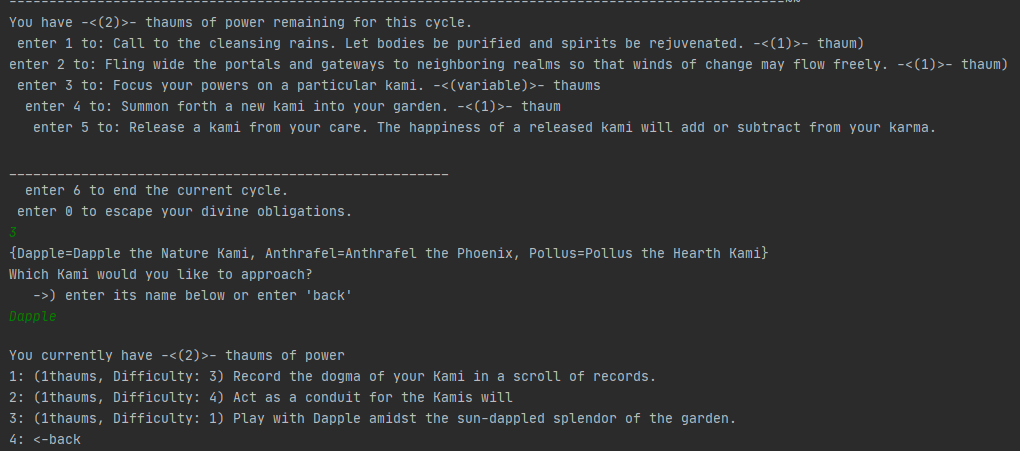 You have -<(2)>- thaums of power remaining for this cycle.
enter 1 to: Call to the cleansing rains. Let bodies be purified and spirits be rejuvenated. -<(1)>- thaum)
enter 2 to: Fling wide the portals and gateways to neighboring realms so that winds of change may flow freely. -<(1)>- thaum)
enter 3 to: Focus your powers on a particular kami. -<(variable)>- thaums
enter 4 to: Summon forth a new kami into your garden. -<(1)>- thaum
enter 5 to: Release a kami from your care. The happiness of a released kami will add or subtract from your karma.
_______________________________________________________
enter 6 to end the current cycle.
enter 0 to escape your divine obligations.
3
{Dapple=Dapple the Nature Kami, Anthrafel=Anthrafel the Phoenix, Pollus=Pollus the Hearth Kami}
Which Kami would you like to approach?
->) enter its name below or enter 'back'
Dapple
You currently have -<(2)>- thaums of power
1: (1thaums, Difficulty: 3) Record the dogma of your Kami in a scroll of records.
2: (1thaums, Difficulty: 4) Act as a conduit for the Kamis will
3: (1thaums, Difficulty: 1) Play with Dapple amidst the sun-dappled splendor of the garden.
4: <-back